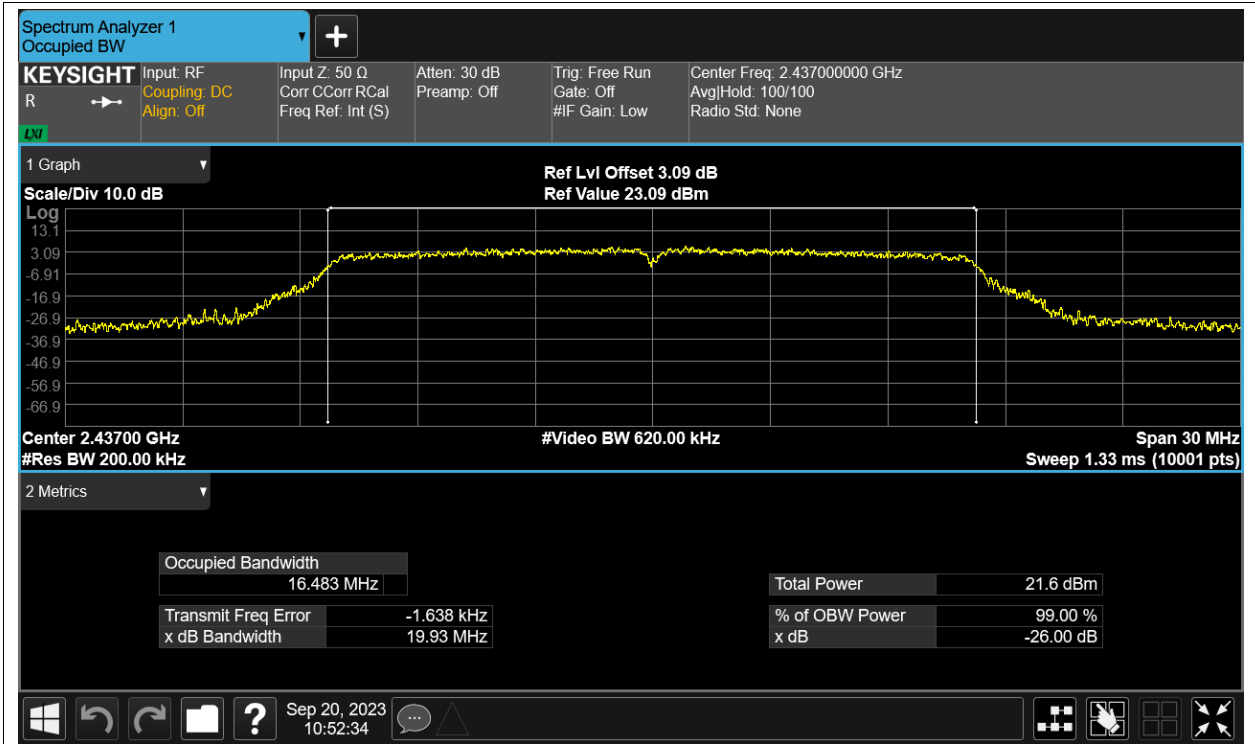 Spectrum Analyzer 1
Occupied BW
KEYSIGHT
R
LXI
Input: RF
Coupling: DC
Align: Off
Input Z: 50 Ω
Corr CCorr RCal
Freq Ref: Int (S)
Atten: 30 dB
Preamp: Off
Trig: Free Run
Gate: Off
#IF Gain: Low
Center Freq: 2.437000000 GHz
Avg|Hold: 100/100
Radio Std: None
1 Graph
Scale/Div 10.0 dB
Ref Lvl Offset 3.09 dB
Ref Value 23.09 dBm
Log
13.1
3.09
-6.91
-16.9
-26.9
-36.9
-46.9
-56.9
-66.9
Center 2.43700 GHz
#Video BW 620.00 kHz
Span 30 MHz
#Res BW 200.00 kHz
Sweep 1.33 ms (10001 pts)
2 Metrics
Occupied Bandwidth
16.483 MHz
Transmit Freq Error -1.638 kHz
x dB Bandwidth 19.93 MHz
Total Power 21.6 dBm
% of OBW Power 99.00 %
x dB -26.00 dB
?
Sep 20, 2023
10:52:34